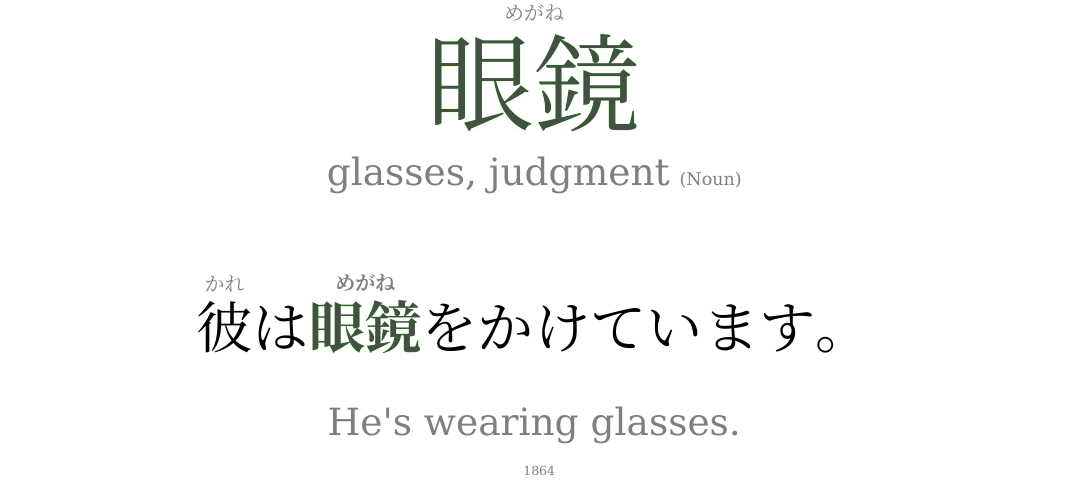 めがね
眼鏡
glasses, judgment (Noun)
かれ めがね
彼は眼鏡をかけています。
He's wearing glasses.
1864